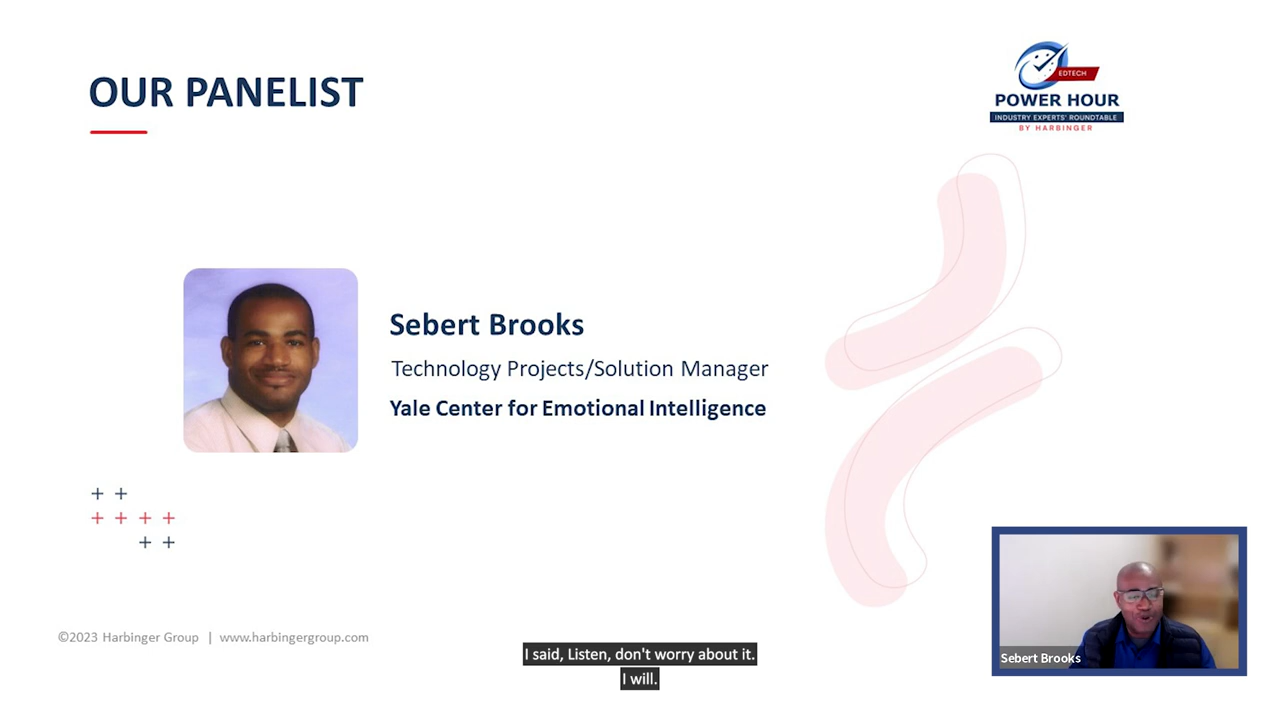 OUR PANELIST
EDTECH
POWER HOUR
INDUSTRY EXPERTS' ROUNDTABLE
BY HARBINGER
Sebert Brooks
Technology Projects/Solution Manager
Yale Center for Emotional Intelligence
©2023 Harbinger Group | www.harbingergroup.com
I said, Listen, don't worry about it.
I will.
Sebert Brooks